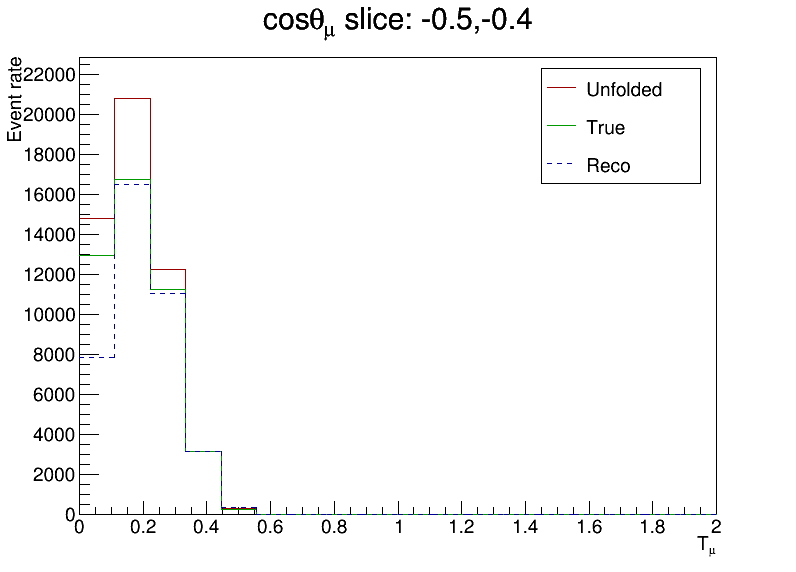 cosθμ slice: -0.5,-0.4
Event rate
22000
20000
18000
16000
14000
12000
10000
8000
6000
4000
2000
0
Unfolded
True
Reco
0 0.2 0.4 0.6 0.8 1 1.2 1.4 1.6 1.8 2
Tμ